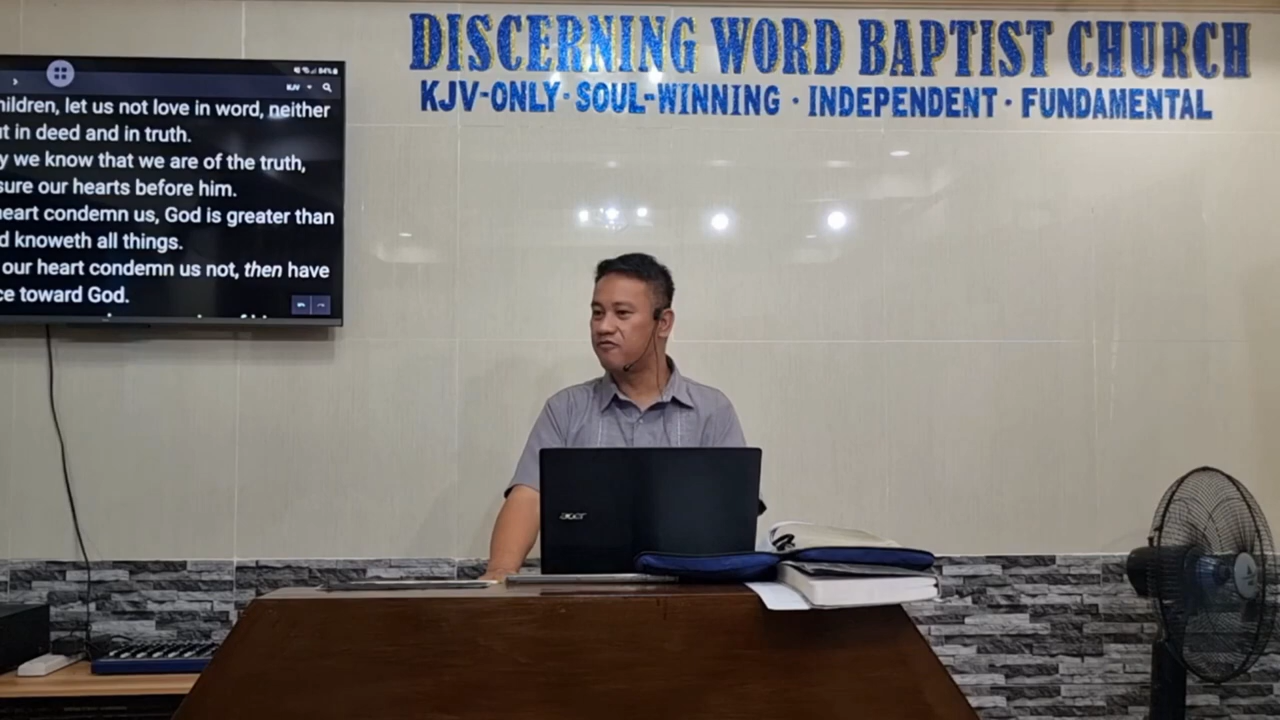 DISCERNING WORD BAPTIST CHURCH
KJV-ONLY · SOUL-WINNING · INDEPENDENT · FUNDAMENTAL
84%
KJV
hildren, let us not love in word, neither
t in deed and in truth.
y we know that we are of the truth,
sure our hearts before him.
heart condemn us, God is greater than
d knoweth all things.
our heart condemn us not, then have
ce toward God.
acer